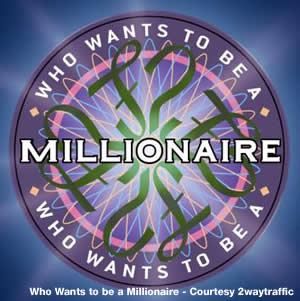 WHO WANTS TO BE A
MILLIONAIRE
WHO WANTS TO BE A
Who Wants to be a Millionaire - Courtesy 2waytraffic